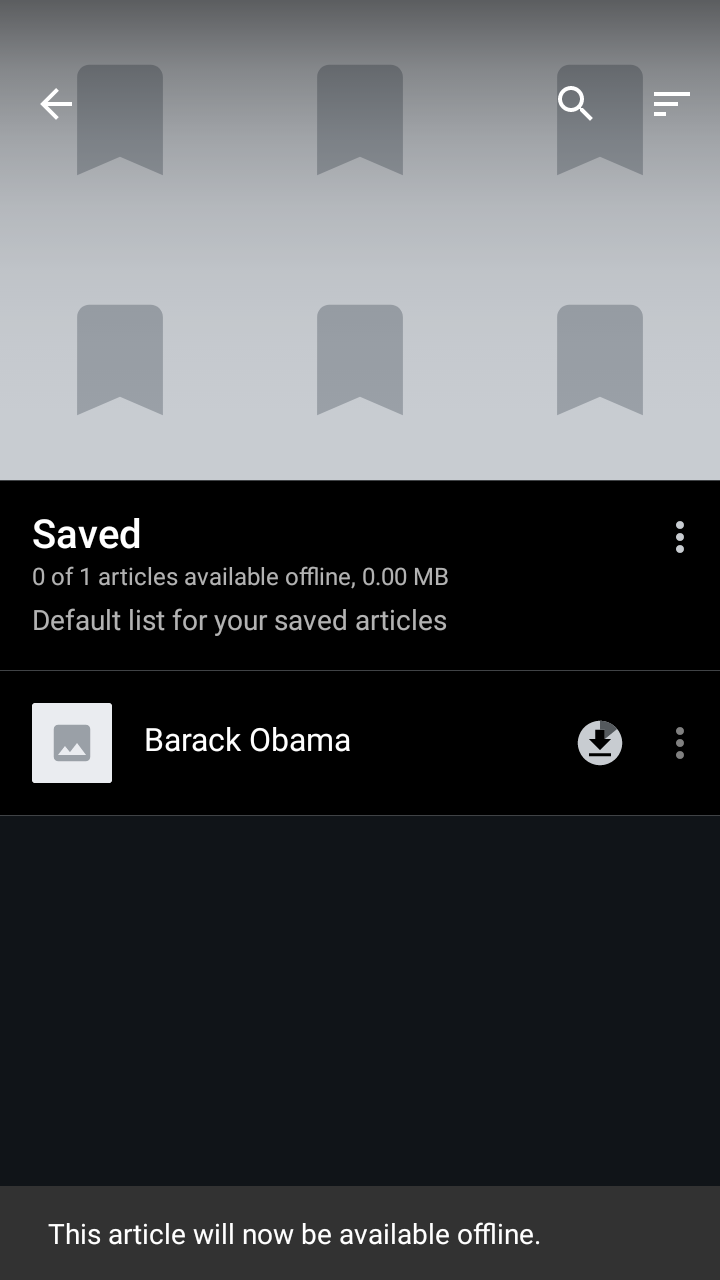 Saved
0 of 1 articles available offline, 0.00 MB
Default list for your saved articles
Barack Obama
This article will now be available offline.